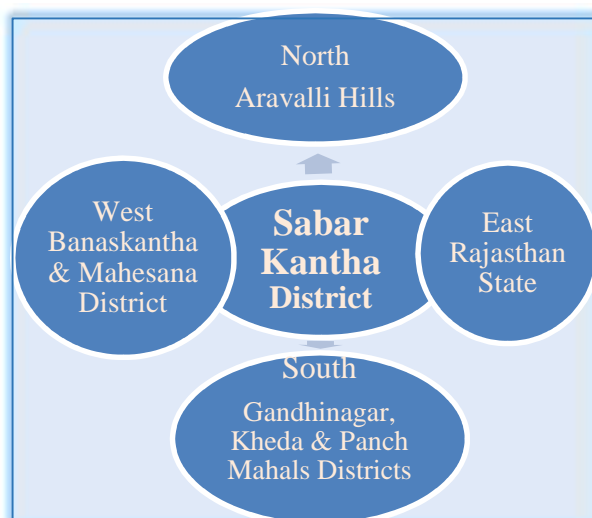 North
Aravalli Hills
West
Banaskantha
& Mahesana
District
Sabar
Kantha
District
East
Rajasthan
State
South
Gandhinagar,
Kheda & Panch
Mahals Districts